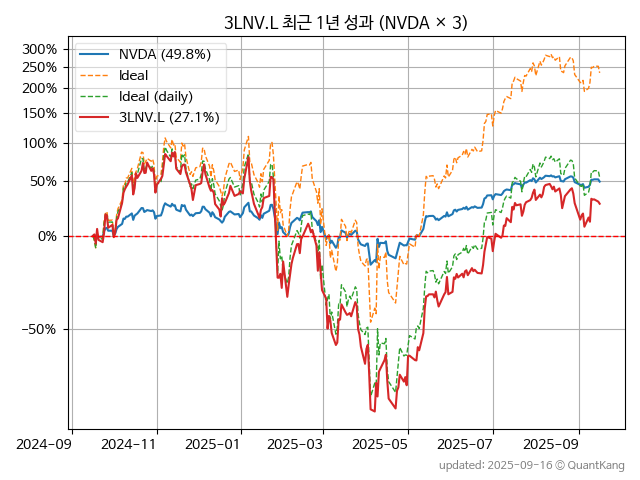 3LNV.L 최근 1년 성과 (NVDA × 3)
300%
250%
200%
150%
100%
50%
0%
−50%
NVDA (49.8%)
Ideal
Ideal (daily)
3LNV.L (27.1%)
2024−09
2024−11
2025−01
2025−03
2025−05
2025−07
2025−09
updated: 2025-09-16 ⓒ QuantKang